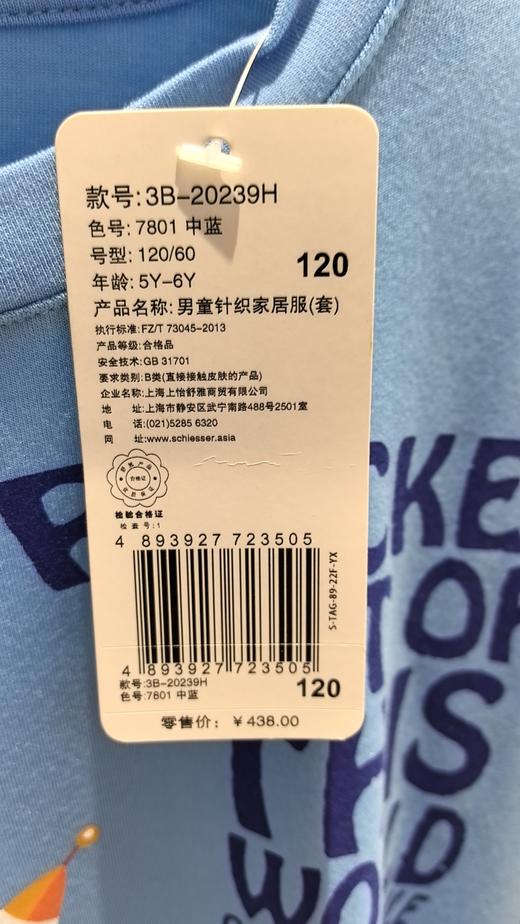 款号: 3B-20239H
色号: 7801 中蓝
号型: 120/60
120
年龄: 5Y-6Y
产品名称: 男童针织家居服(套)
执行标准: FZ/T 73045-2013
产品等级: 合格品
安全技术: GB 31701
要求类别: B类(直接接触皮肤的产品)
企业名称: 上海上怡舒雅商贸有限公司
地 址: 上海市静安区武宁南路488号2501室
电 话: (021)5285 6320
网 址: www.schiesser.asia
合格证
检验合格证
检查号: 1
4 893927 723505
S-TAG-89-22F-YX
4 893927 723505
款号: 3B-20239H
色号: 7801 中蓝
120
零售价: ￥438.00
CKE
TOP